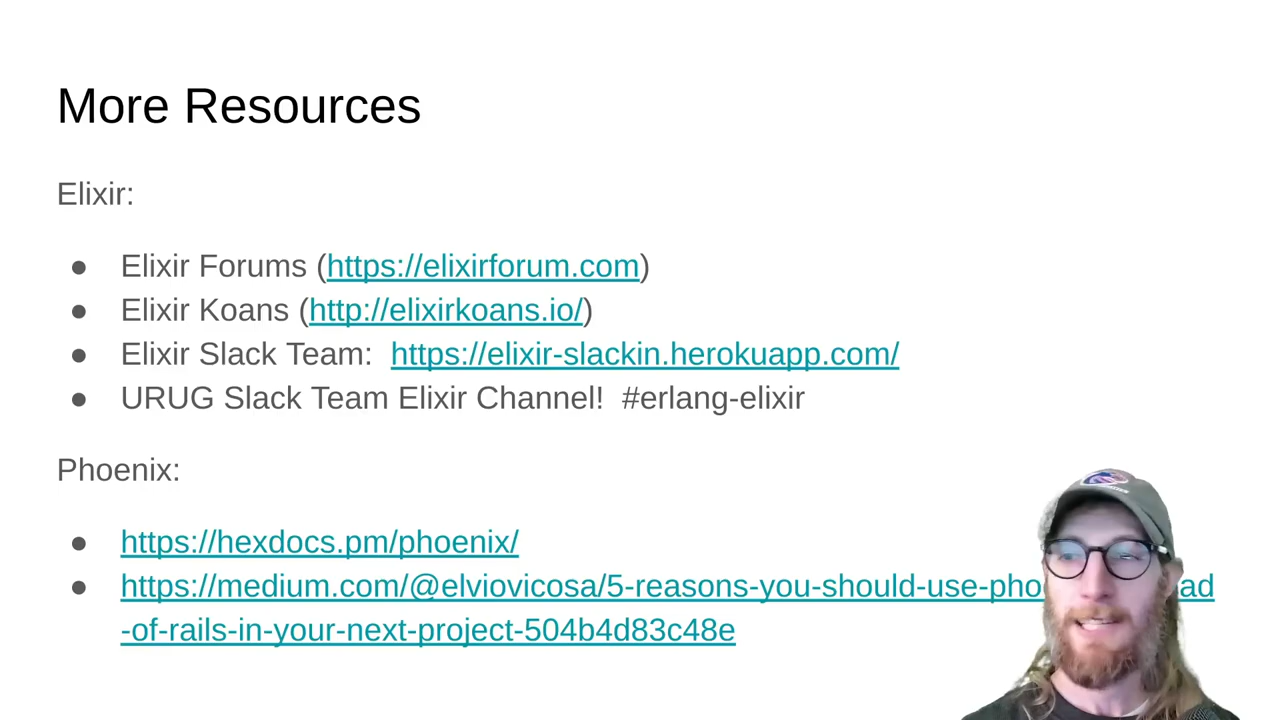 More Resources
Elixir:
● Elixir Forums (https://elixirforum.com)
● Elixir Koans (http://elixirkoans.io/)
● Elixir Slack Team:  https://elixir-slackin.herokuapp.com/
● URUG Slack Team Elixir Channel!  #erlang-elixir
Phoenix:
● https://hexdocs.pm/phoenix/
● https://medium.com/@elviovicosa/5-reasons-you-should-use-pho ad
-of-rails-in-your-next-project-504b4d83c48e